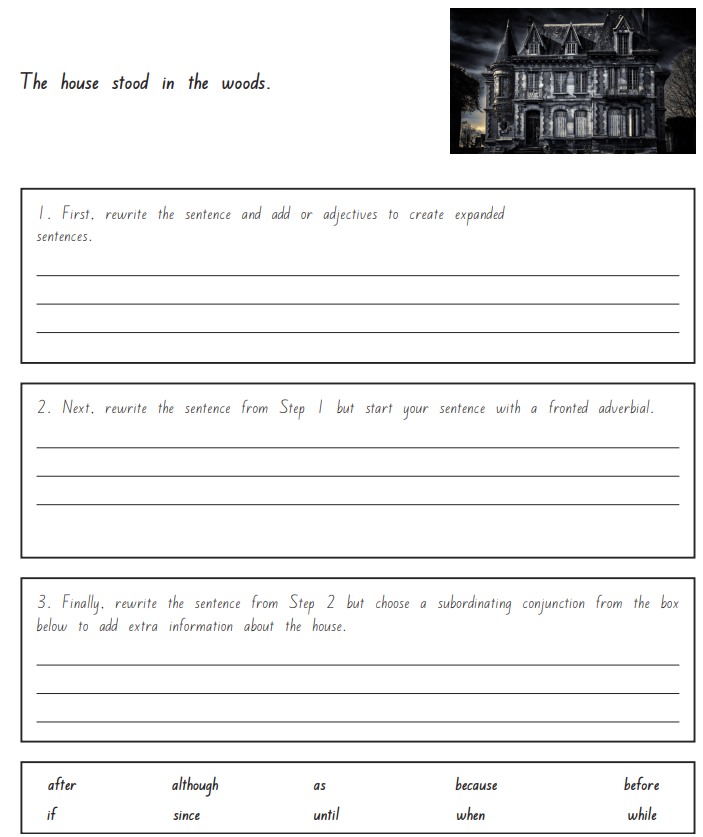 The house stood in the woods.
1. First, rewrite the sentence and add or adjectives to create expanded
sentences.
2. Next, rewrite the sentence from Step 1 but start your sentence with a fronted adverbial.
3. Finally, rewrite the sentence from Step 2 but choose a subordinating conjunction from the box
below to add extra information about the house.
after although as because before
if since until when while